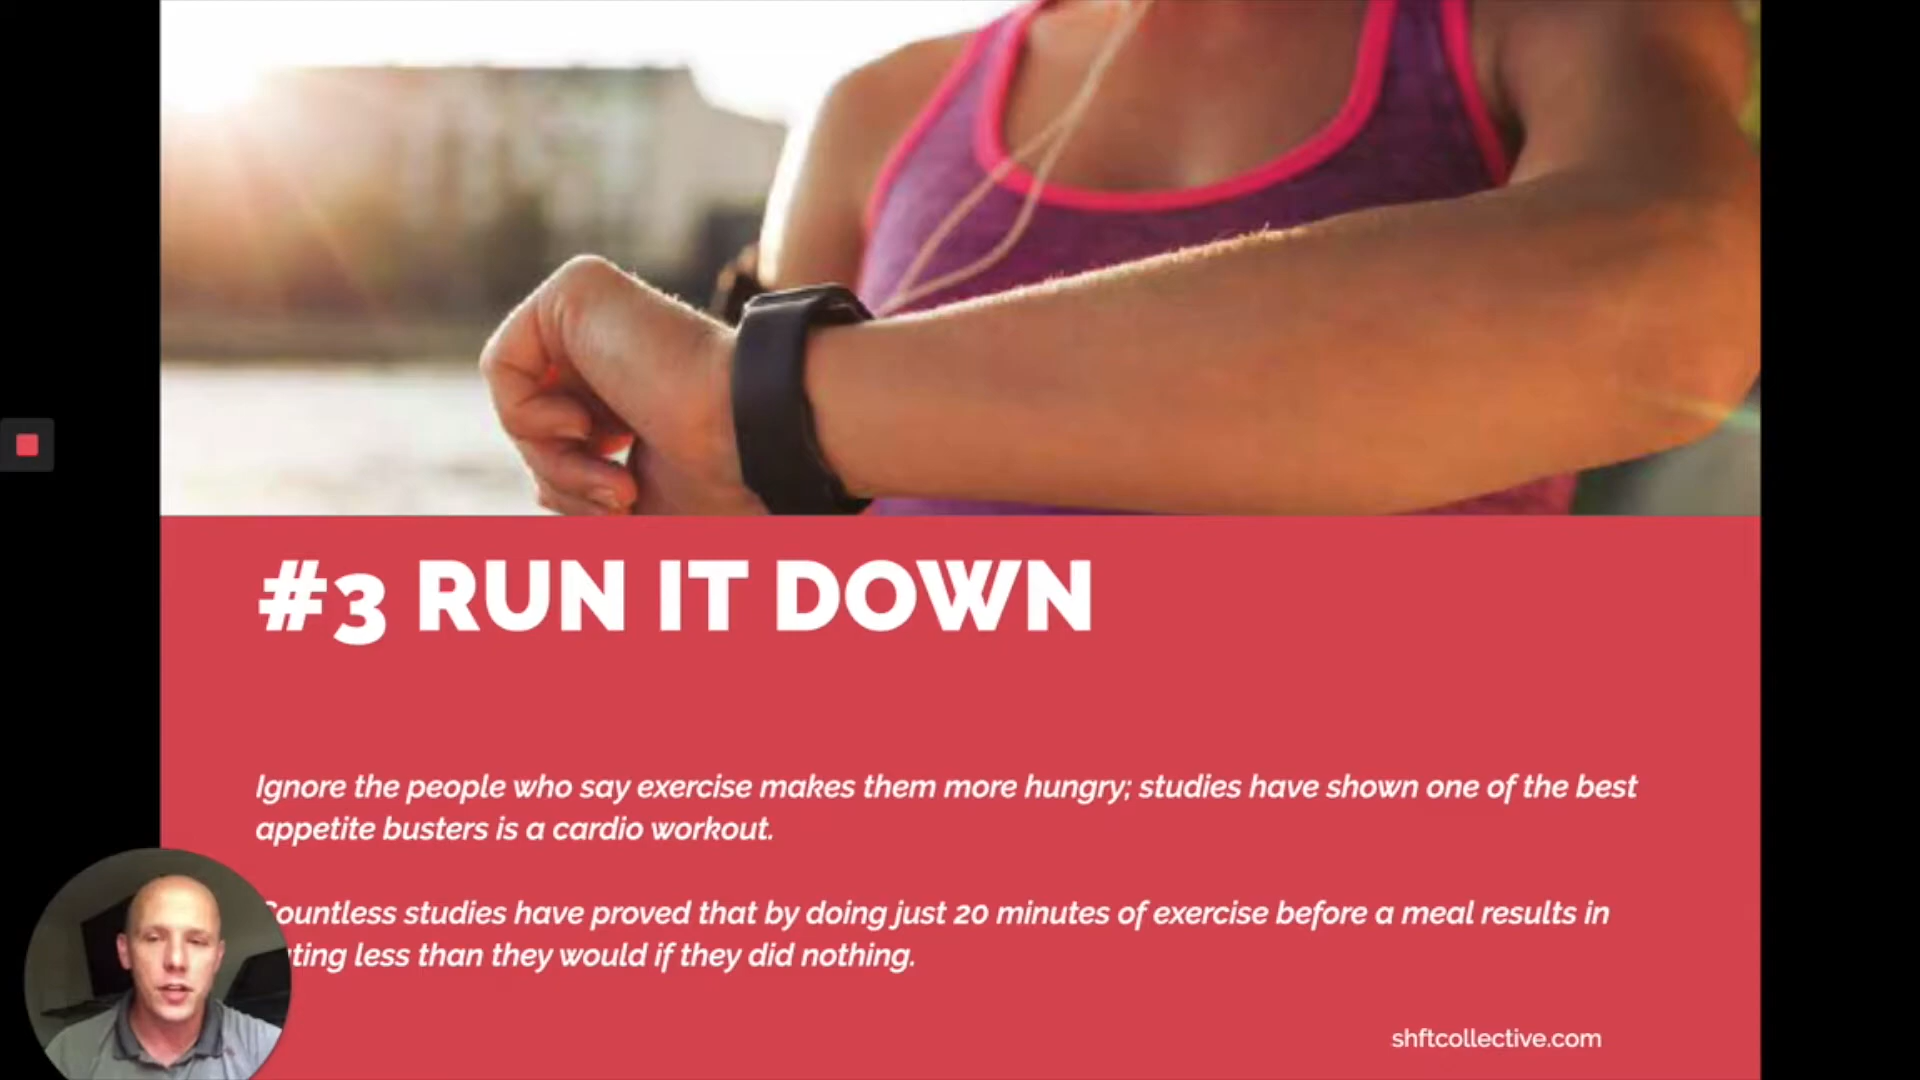 #3 RUN IT DOWN
Ignore the people who say exercise makes them more hungry; studies have shown one of the best
appetite busters is a cardio workout.
studies have proved that by doing just 20 minutes of exercise before a meal results in
less than they would if they did nothing.
shftcollective.com